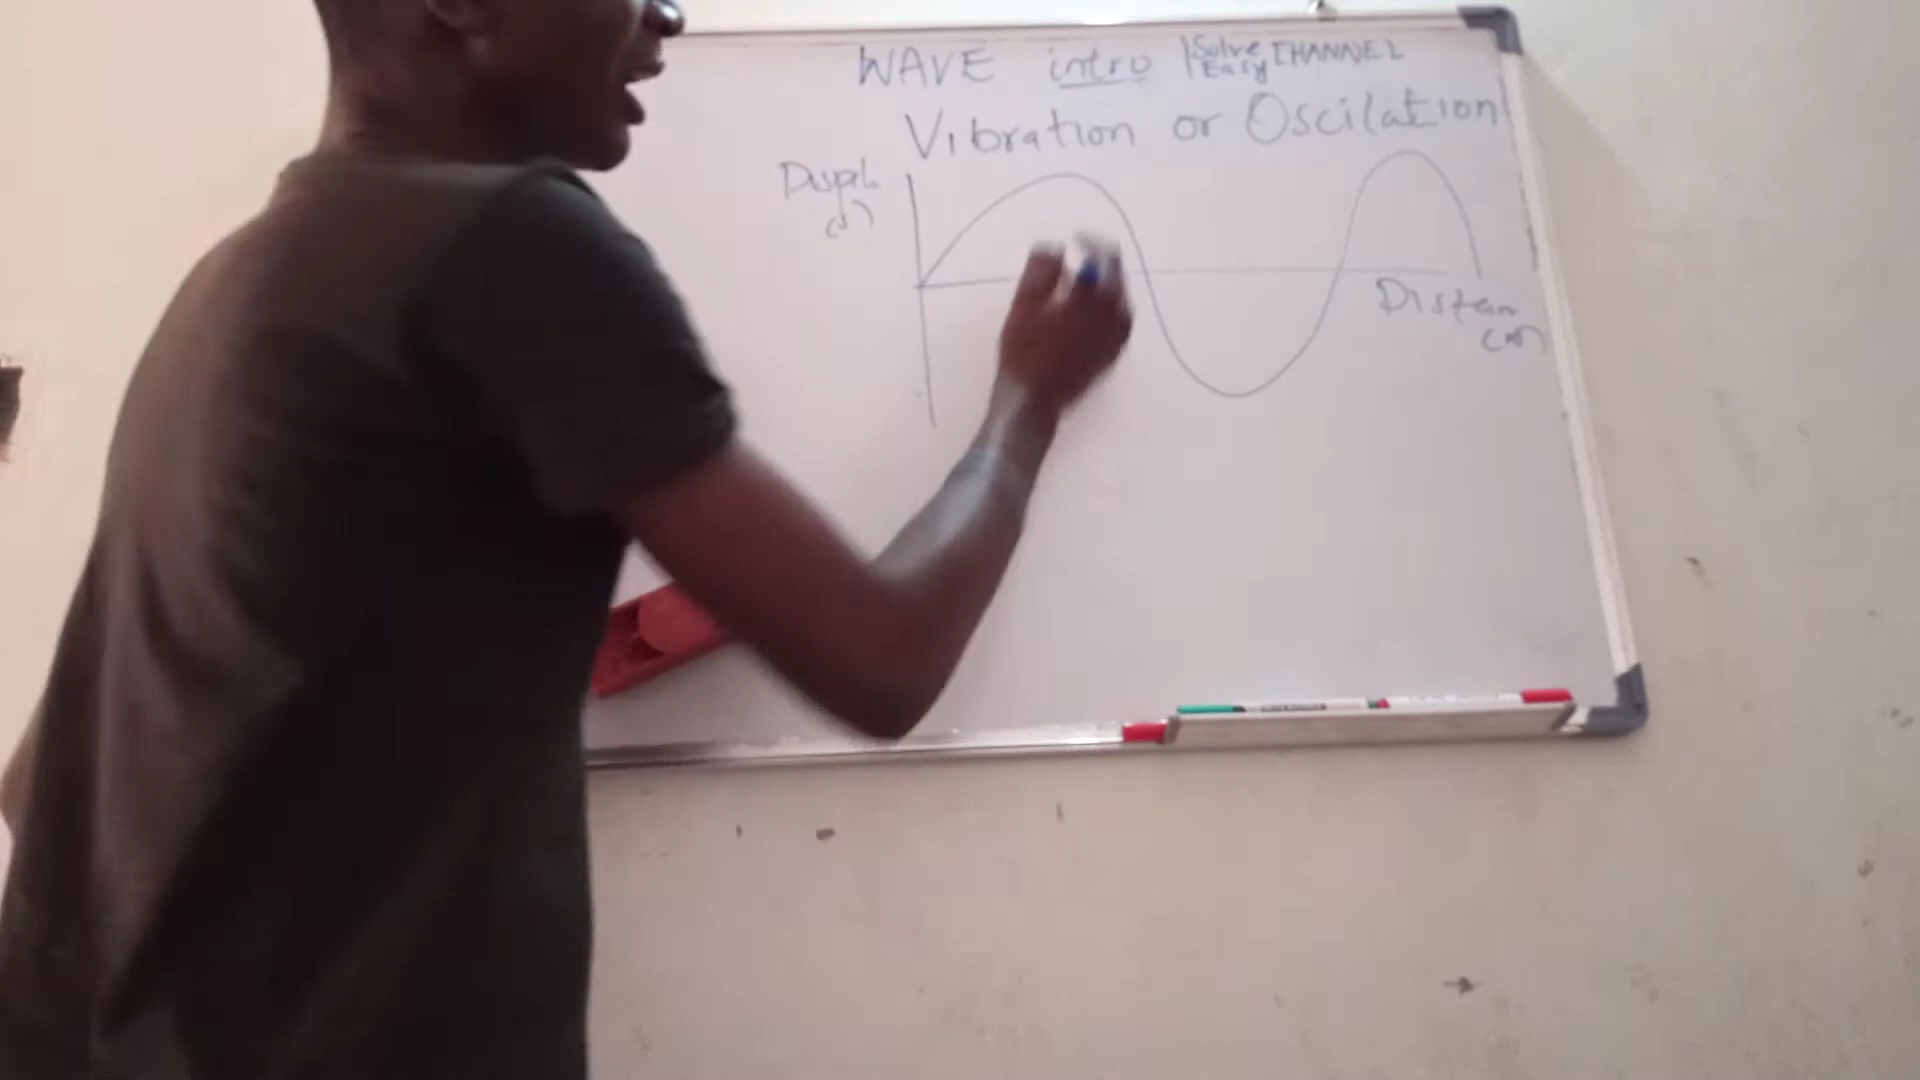 WAVE intro | Solve Easy CHANNEL
Vibration or Oscilation
Displ.
(s)
Distan
(m)